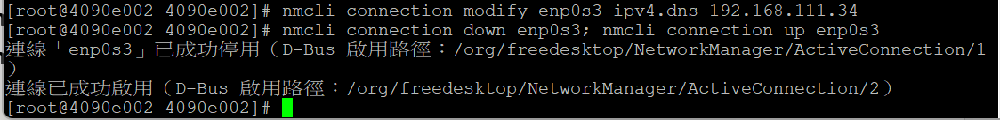 [root@4090e002 4090e002]# nmcli connection modify enp0s3 ipv4.dns 192.168.111.34
[root@4090e002 4090e002]# nmcli connection down enp0s3; nmcli connection up enp0s3
連線「enp0s3」已成功停用（D-Bus 啟用路徑：/org/freedesktop/NetworkManager/ActiveConnection/1
）
連線已成功啟用（D-Bus 啟用路徑：/org/freedesktop/NetworkManager/ActiveConnection/2）
[root@4090e002 4090e002]#